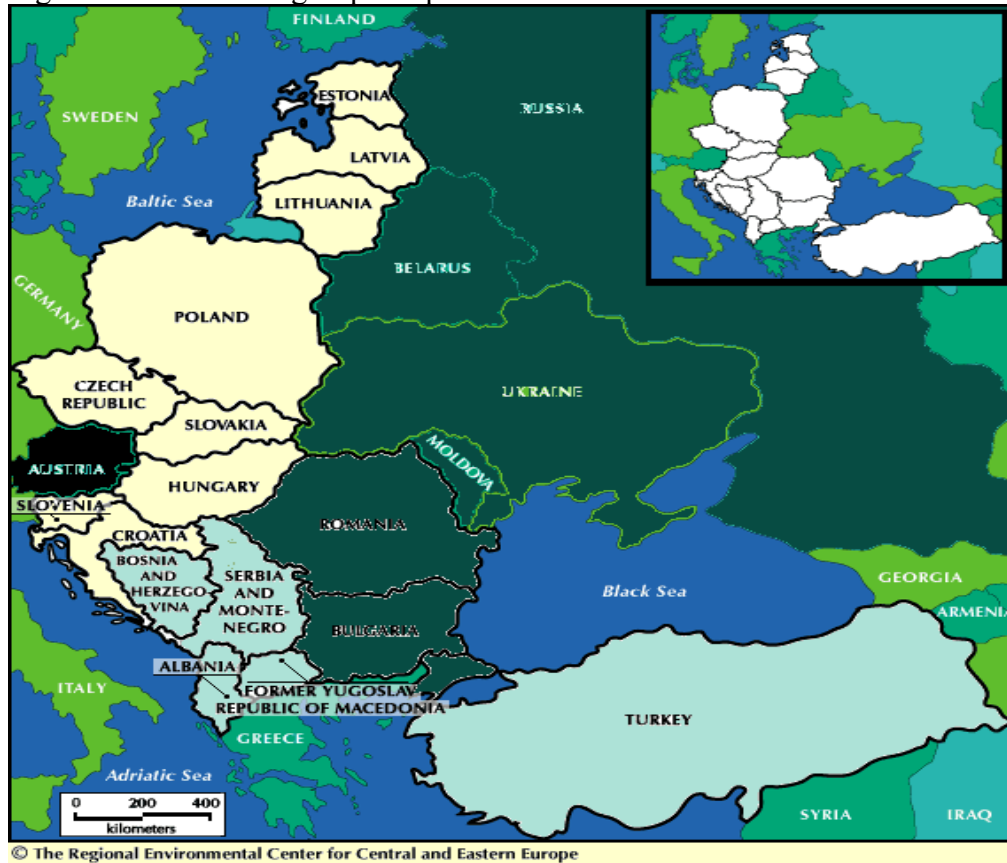 FINLAND
SWEDEN
ESTONIA
RUSSIA
LATVIA
Baltic Sea
LITHUANIA
BELARUS
GERMANY
POLAND
CZECH
REPUBLIC
UKRAINE
SLOVAKIA
MOLDOVA
AUSTRIA
HUNGARY
SLOVENIA
ROMANIA
CROATIA
BOSNIA
AND
HERZEGO-
VINA
SERBIA
AND
MONTE-
NEGRO
GEORGIA
Black Sea
ARMENIA
BULGARIA
ALBANIA
ITALY
FORMER YUGOSLAV
REPUBLIC OF MACEDONIA
TURKEY
GREECE
Adriatic Sea
0 200 400
kilometers
SYRIA
IRAQ
© The Regional Environmental Center for Central and Eastern Europe